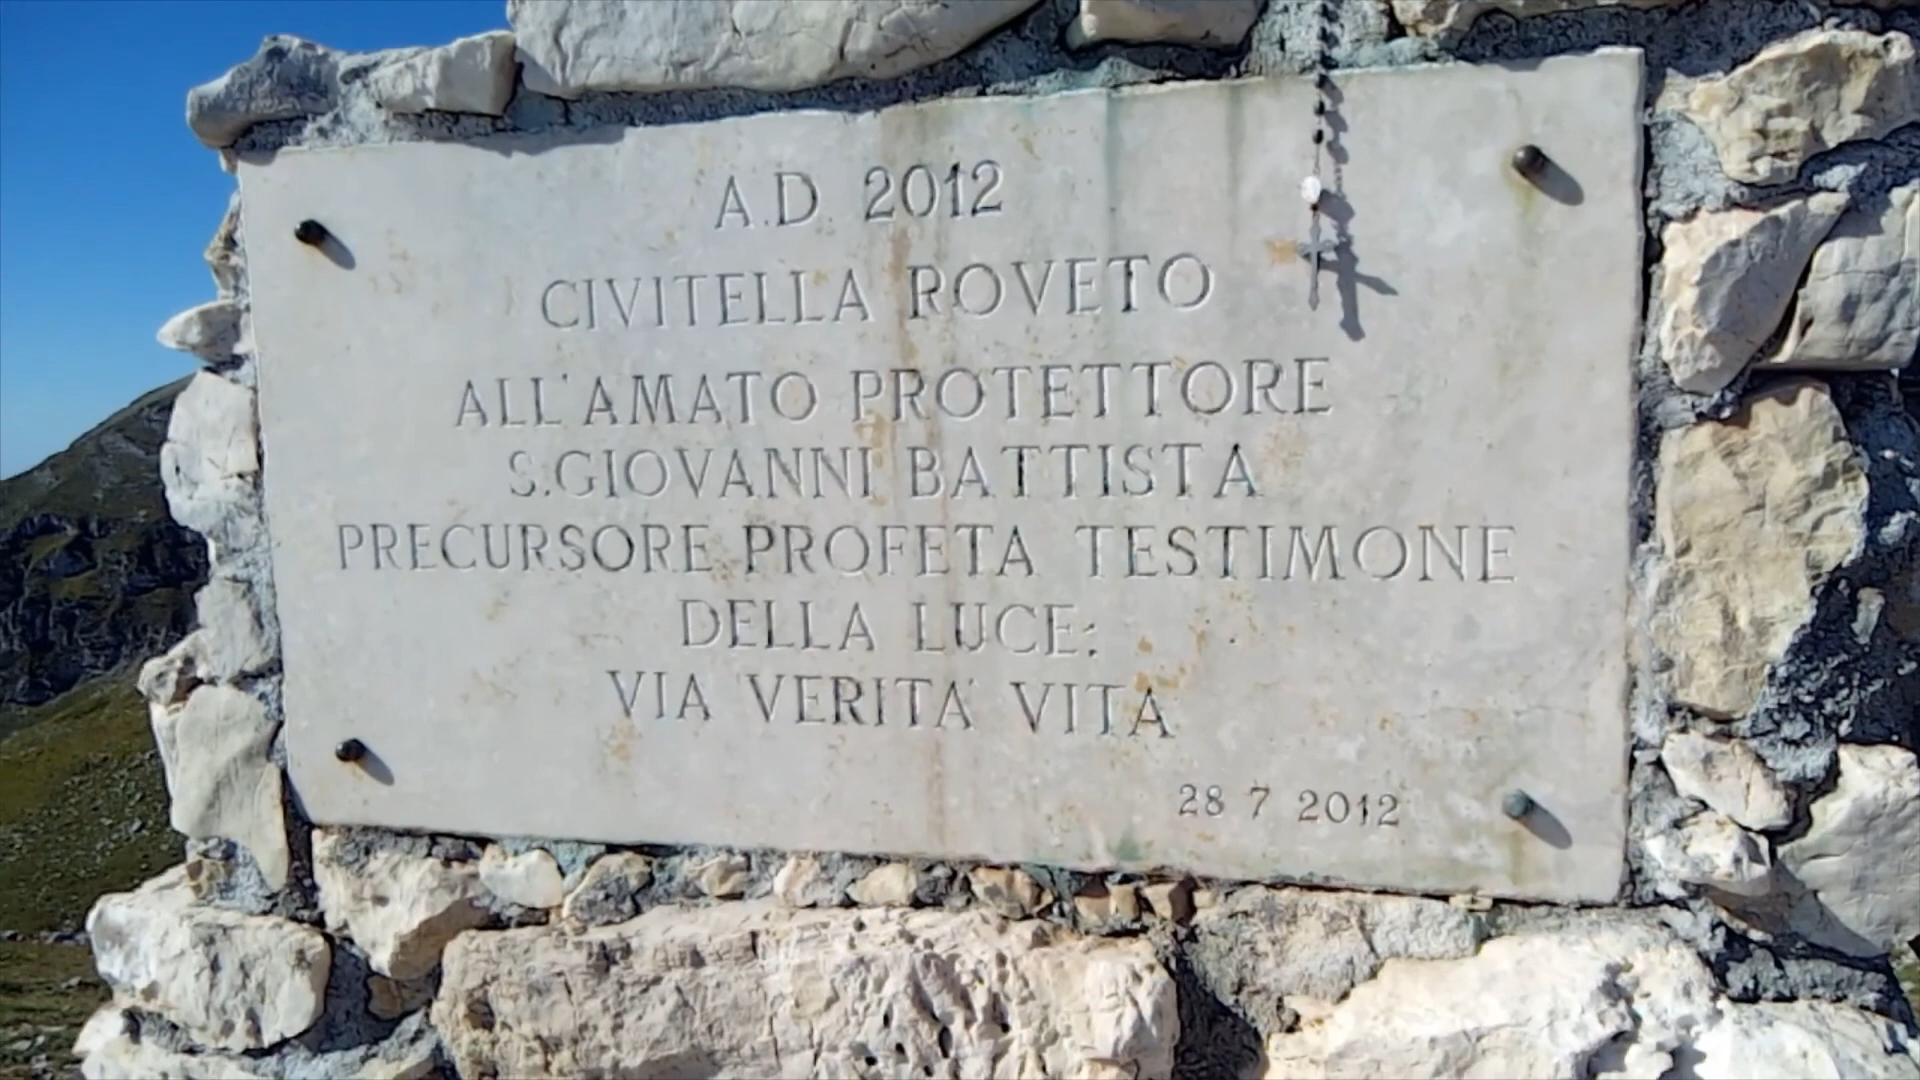 A.D. 2012
CIVITELLA ROVETO
ALL'AMATO PROTETTORE
S.GIOVANNI BATTISTA
PRECURSORE PROFETA TESTIMONE
DELLA LUCE:
VIA VERITA' VITA
28 7 2012